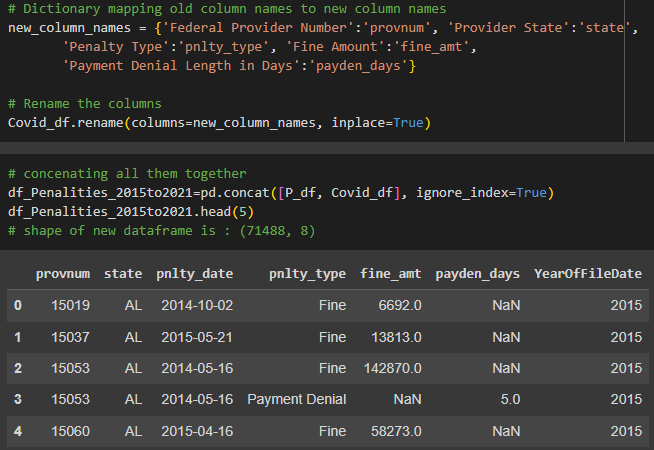 # Dictionary mapping old column names to new column names
new_column_names = {'Federal Provider Number':'provnum', 'Provider State':'state',
'Penalty Type':'pnlty_type', 'Fine Amount':'fine_amt',
'Payment Denial Length in Days':'payden_days'}
# Rename the columns
Covid_df.rename(columns=new_column_names, inplace=True)
# concenating all them together
df_Penalities_2015to2021=pd.concat([P_df, Covid_df], ignore_index=True)
df_Penalities_2015to2021.head(5)
# shape of new dataframe is : (71488, 8)
provnum state pnlty_date pnlty_type fine_amt payden_days YearOfFileDate
0 15019 AL 2014-10-02 Fine 6692.0 NaN 2015
1 15037 AL 2015-05-21 Fine 13813.0 NaN 2015
2 15053 AL 2014-05-16 Fine 142870.0 NaN 2015
3 15053 AL 2014-05-16 Payment Denial NaN 5.0 2015
4 15060 AL 2015-04-16 Fine 58273.0 NaN 2015